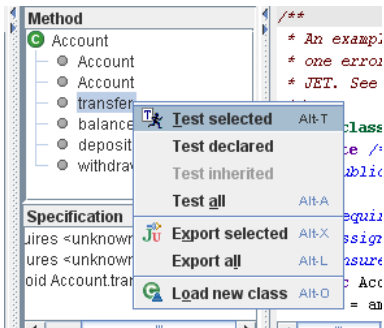 Method
Account
Account
Account
transfer
balance
deposit
withdraw
Test selected Alt-T
Test declared
Test inherited
Test all Alt-A
Export selected Alt-X
Export all Alt-L
Load new class Alt-O
Specification
uires <unknown
ures <unknown
oid Account.tran
/**
* An exampl
* one error
* JET. See
class
te /*
ublic
equir
ssign
nsure
c Acc
= am